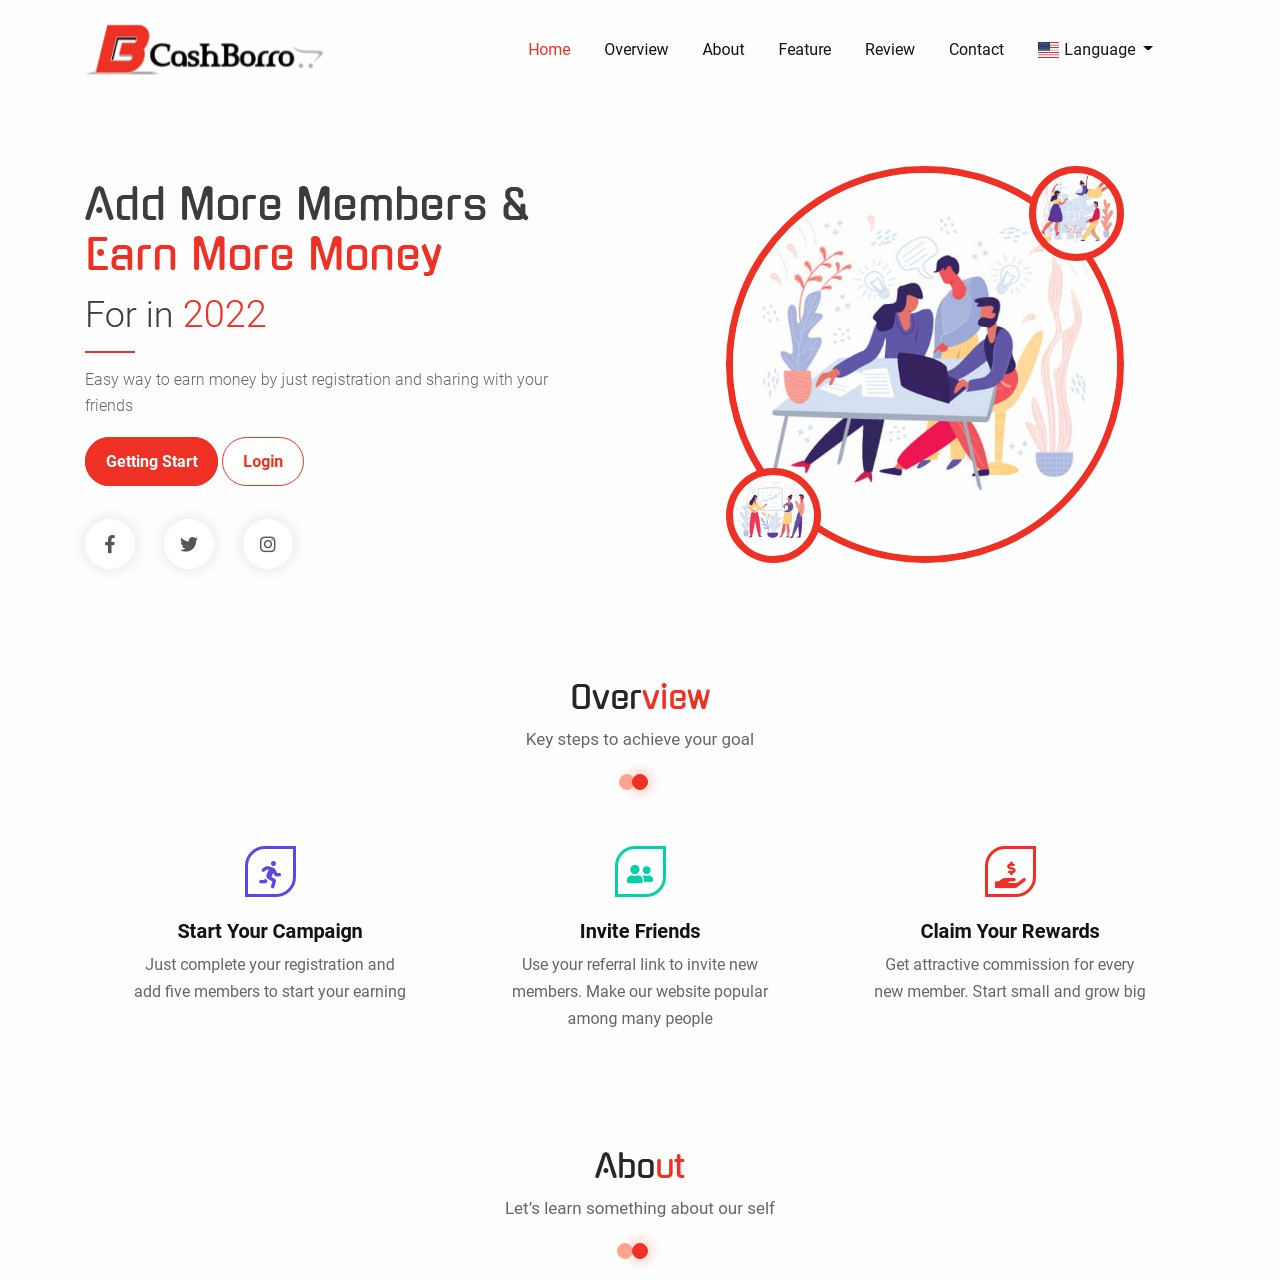 CashBorro
Home Overview About Feature Review Contact Language
Add More Members &
Earn More Money
For in 2022
Easy way to earn money by just registration and sharing with your
friends
Getting Start Login
Overview
Key steps to achieve your goal
Start Your Campaign
Just complete your registration and
add five members to start your earning
Invite Friends
Use your referral link to invite new
members. Make our website popular
among many people
Claim Your Rewards
Get attractive commission for every
new member. Start small and grow big
About
Let's learn something about our self